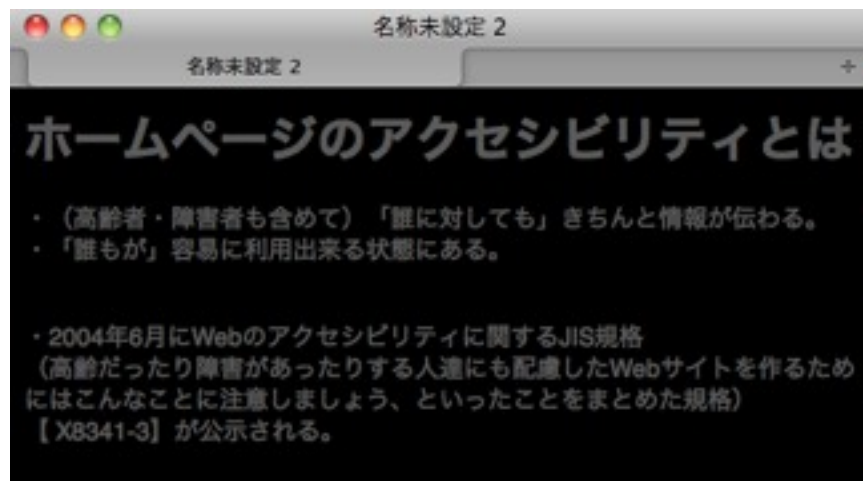 名称未設定 2
名称未設定 2
ホームページのアクセシビリティとは
・（高齢者・障害者も含めて）「誰に対しても」きちんと情報が伝わる。
・「誰もが」容易に利用出来る状態にある。
・2004年6月にWebのアクセシビリティに関するJIS規格
（高齢だったり障害があったりする人達にも配慮したWebサイトを作るため
にはこんなことに注意しましょう、といったことをまとめた規格）
【 X8341-3】が公示される。